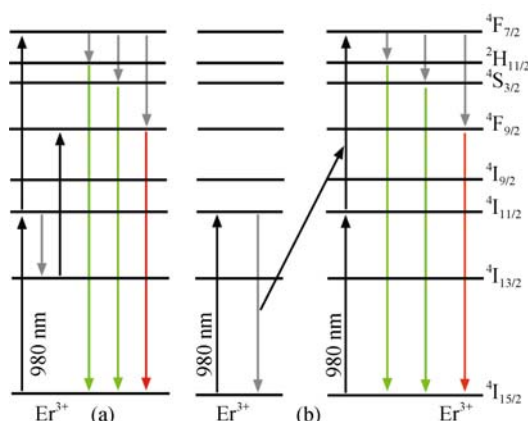 ⁴F₇/₂
²H₁₁/₂
⁴S₃/₂
⁴F₉/₂
⁴I₉/₂
⁴I₁₁/₂
⁴I₁₃/₂
980 nm
980 nm
980 nm
⁴I₁₅/₂
Er³⁺ (a) Er³⁺ (b) Er³⁺